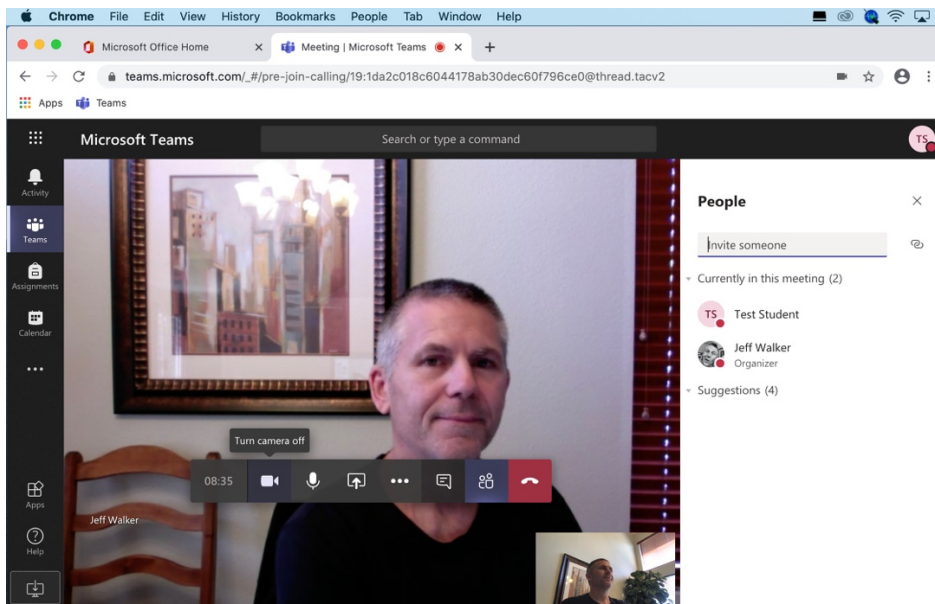 Chrome File Edit View History Bookmarks People Tab Window Help
Microsoft Office Home
Meeting | Microsoft Teams
teams.microsoft.com/_#/pre-join-calling/19:1da2c018c6044178ab30dec60f796ce0@thread.tacv2
Apps Teams
Microsoft Teams
Search or type a command
TS
Activity
Teams
Assignments
Calendar
Apps
Help
Turn camera off
08:35
Jeff Walker
People
Invite someone
Currently in this meeting (2)
TS Test Student
Jeff Walker
Organizer
Suggestions (4)